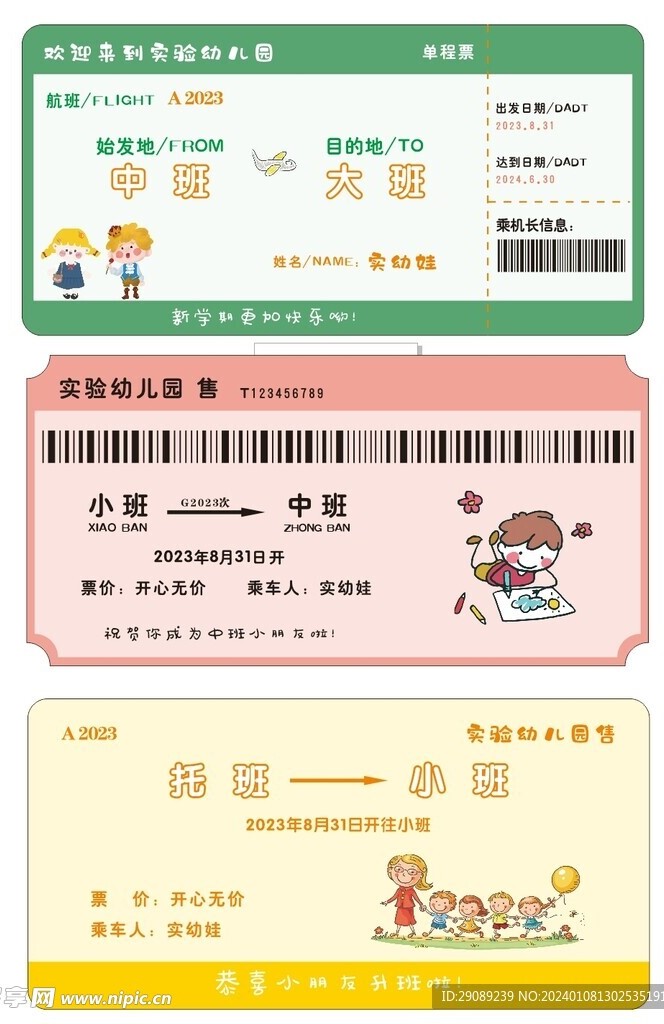 欢迎来到实验幼儿园 单程票
航班/FLIGHT A 2023
出发日期/DADT
2023.8.31
始发地/FROM 目的地/TO
中班 大班
达到日期/DADT
2024.6.30
乘机长信息:
姓名/NAME: 实幼娃
新学期更加快乐呦!
实验幼儿园 售 T123456789
小班 G2023次 中班
XIAO BAN ZHONG BAN
2023年8月31日开
票价: 开心无价 乘车人: 实幼娃
祝贺你成为中班小朋友啦!
A 2023 实验幼儿园售
托班 小班
2023年8月31日开往小班
票 价: 开心无价
乘车人: 实幼娃
恭喜小朋友升班啦!
享网 www.nipic.cn
ID:29089239 NO:20240108130253519